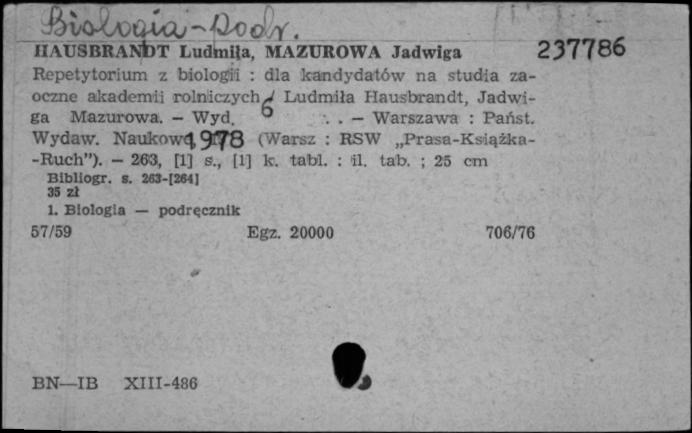 Biologia - podr.
HAUSBRANDT Ludmiła, MAZUROWA Jadwiga 237786
Repetytorium z biologii : dla kandydatów na studia za-
oczne akademii rolniczych / Ludmiła Hausbrandt, Jadwi-
ga Mazurowa. — Wyd. 6 . . — Warszawa : Państ.
Wydaw. Naukowe 1978 (Warsz : RSW „Prasa-Książka-
-Ruch”). — 263, [1] s., [1] k. tabl. : il. tab. ; 25 cm
Bibliogr. s. 263-[264]
35 zł
1. Biologia — podręcznik
57/59 Egz. 20000 706/76
BN—IB XIII-486